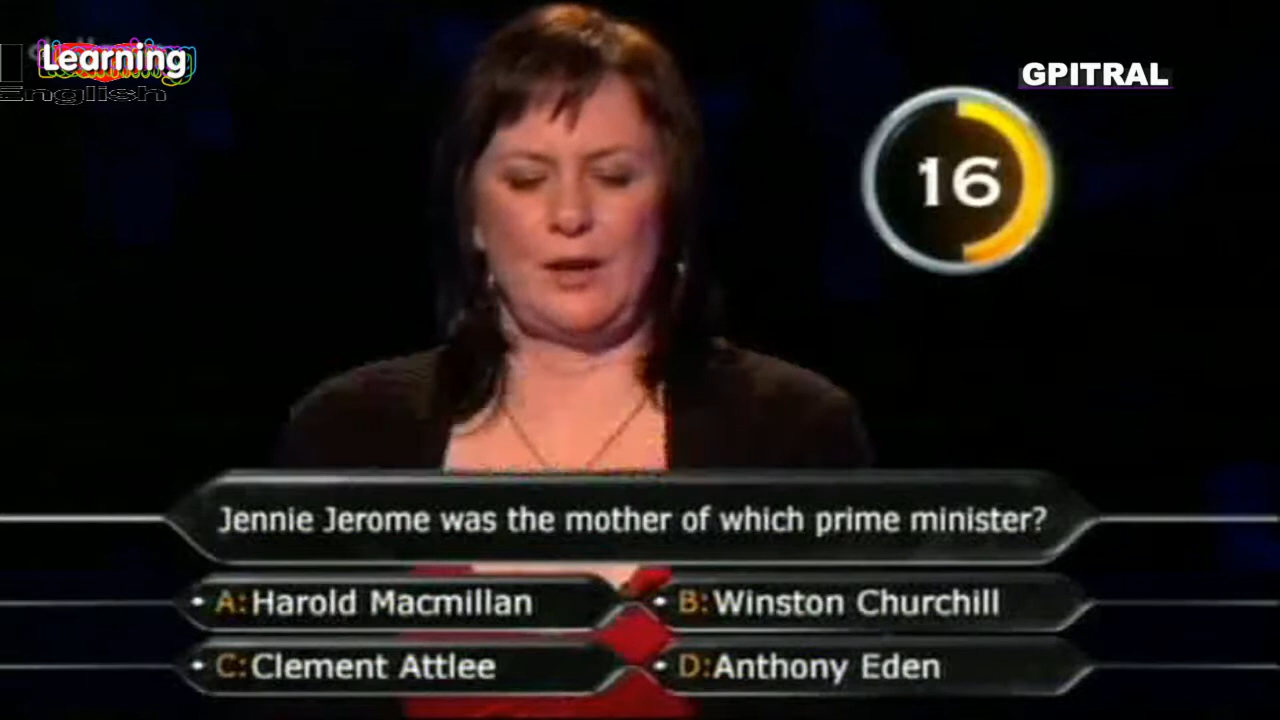 Learning
English
GPITRAL
16
Jennie Jerome was the mother of which prime minister?
A: Harold Macmillan
B: Winston Churchill
C: Clement Attlee
D: Anthony Eden